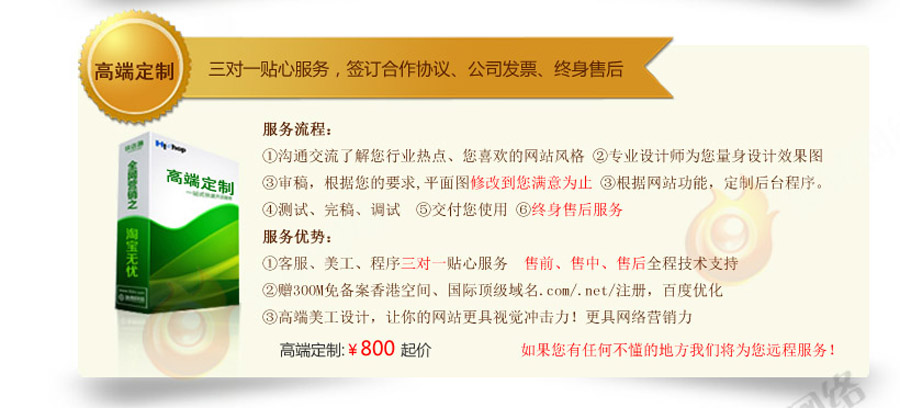 高端定制
三对一贴心服务，签订合作协议、公司发票、终身售后
服务流程：
①沟通交流了解您行业热点、您喜欢的网站风格 ②专业设计师为您量身设计效果图
③审稿，根据您的要求,平面图修改到您满意为止 ③根据网站功能，定制后台程序。
④测试、完稿、调试 ⑤交付您使用 ⑥终身售后服务
服务优势：
①客服、美工、程序三对一贴心服务 售前、售中、售后全程技术支持
②赠300M免备案香港空间、国际顶级域名.com/.net/注册，百度优化
③高端美工设计，让你的网站更具视觉冲击力！更具网络营销力
高端定制:￥800 起价
如果您有任何不懂的地方我们将为您远程服务！
高端定制
全网营销之
淘宝无忧
网络